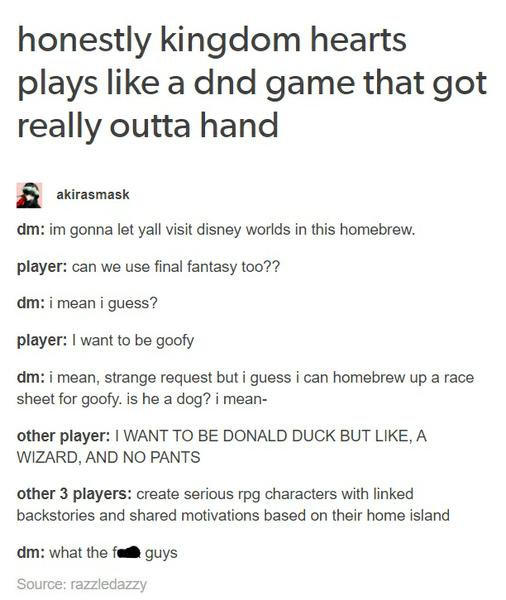 honestly kingdom hearts
plays like a dnd game that got
really outta hand
akirasmask
dm: im gonna let yall visit disney worlds in this homebrew.
player: can we use final fantasy too??
dm: i mean i guess?
player: I want to be goofy
dm: i mean, strange request but i guess i can homebrew up a race
sheet for goofy. is he a dog? i mean-
other player: I WANT TO BE DONALD DUCK BUT LIKE, A
WIZARD, AND NO PANTS
other 3 players: create serious rpg characters with linked
backstories and shared motivations based on their home island
dm: what the f guys
Source: razzledazzy